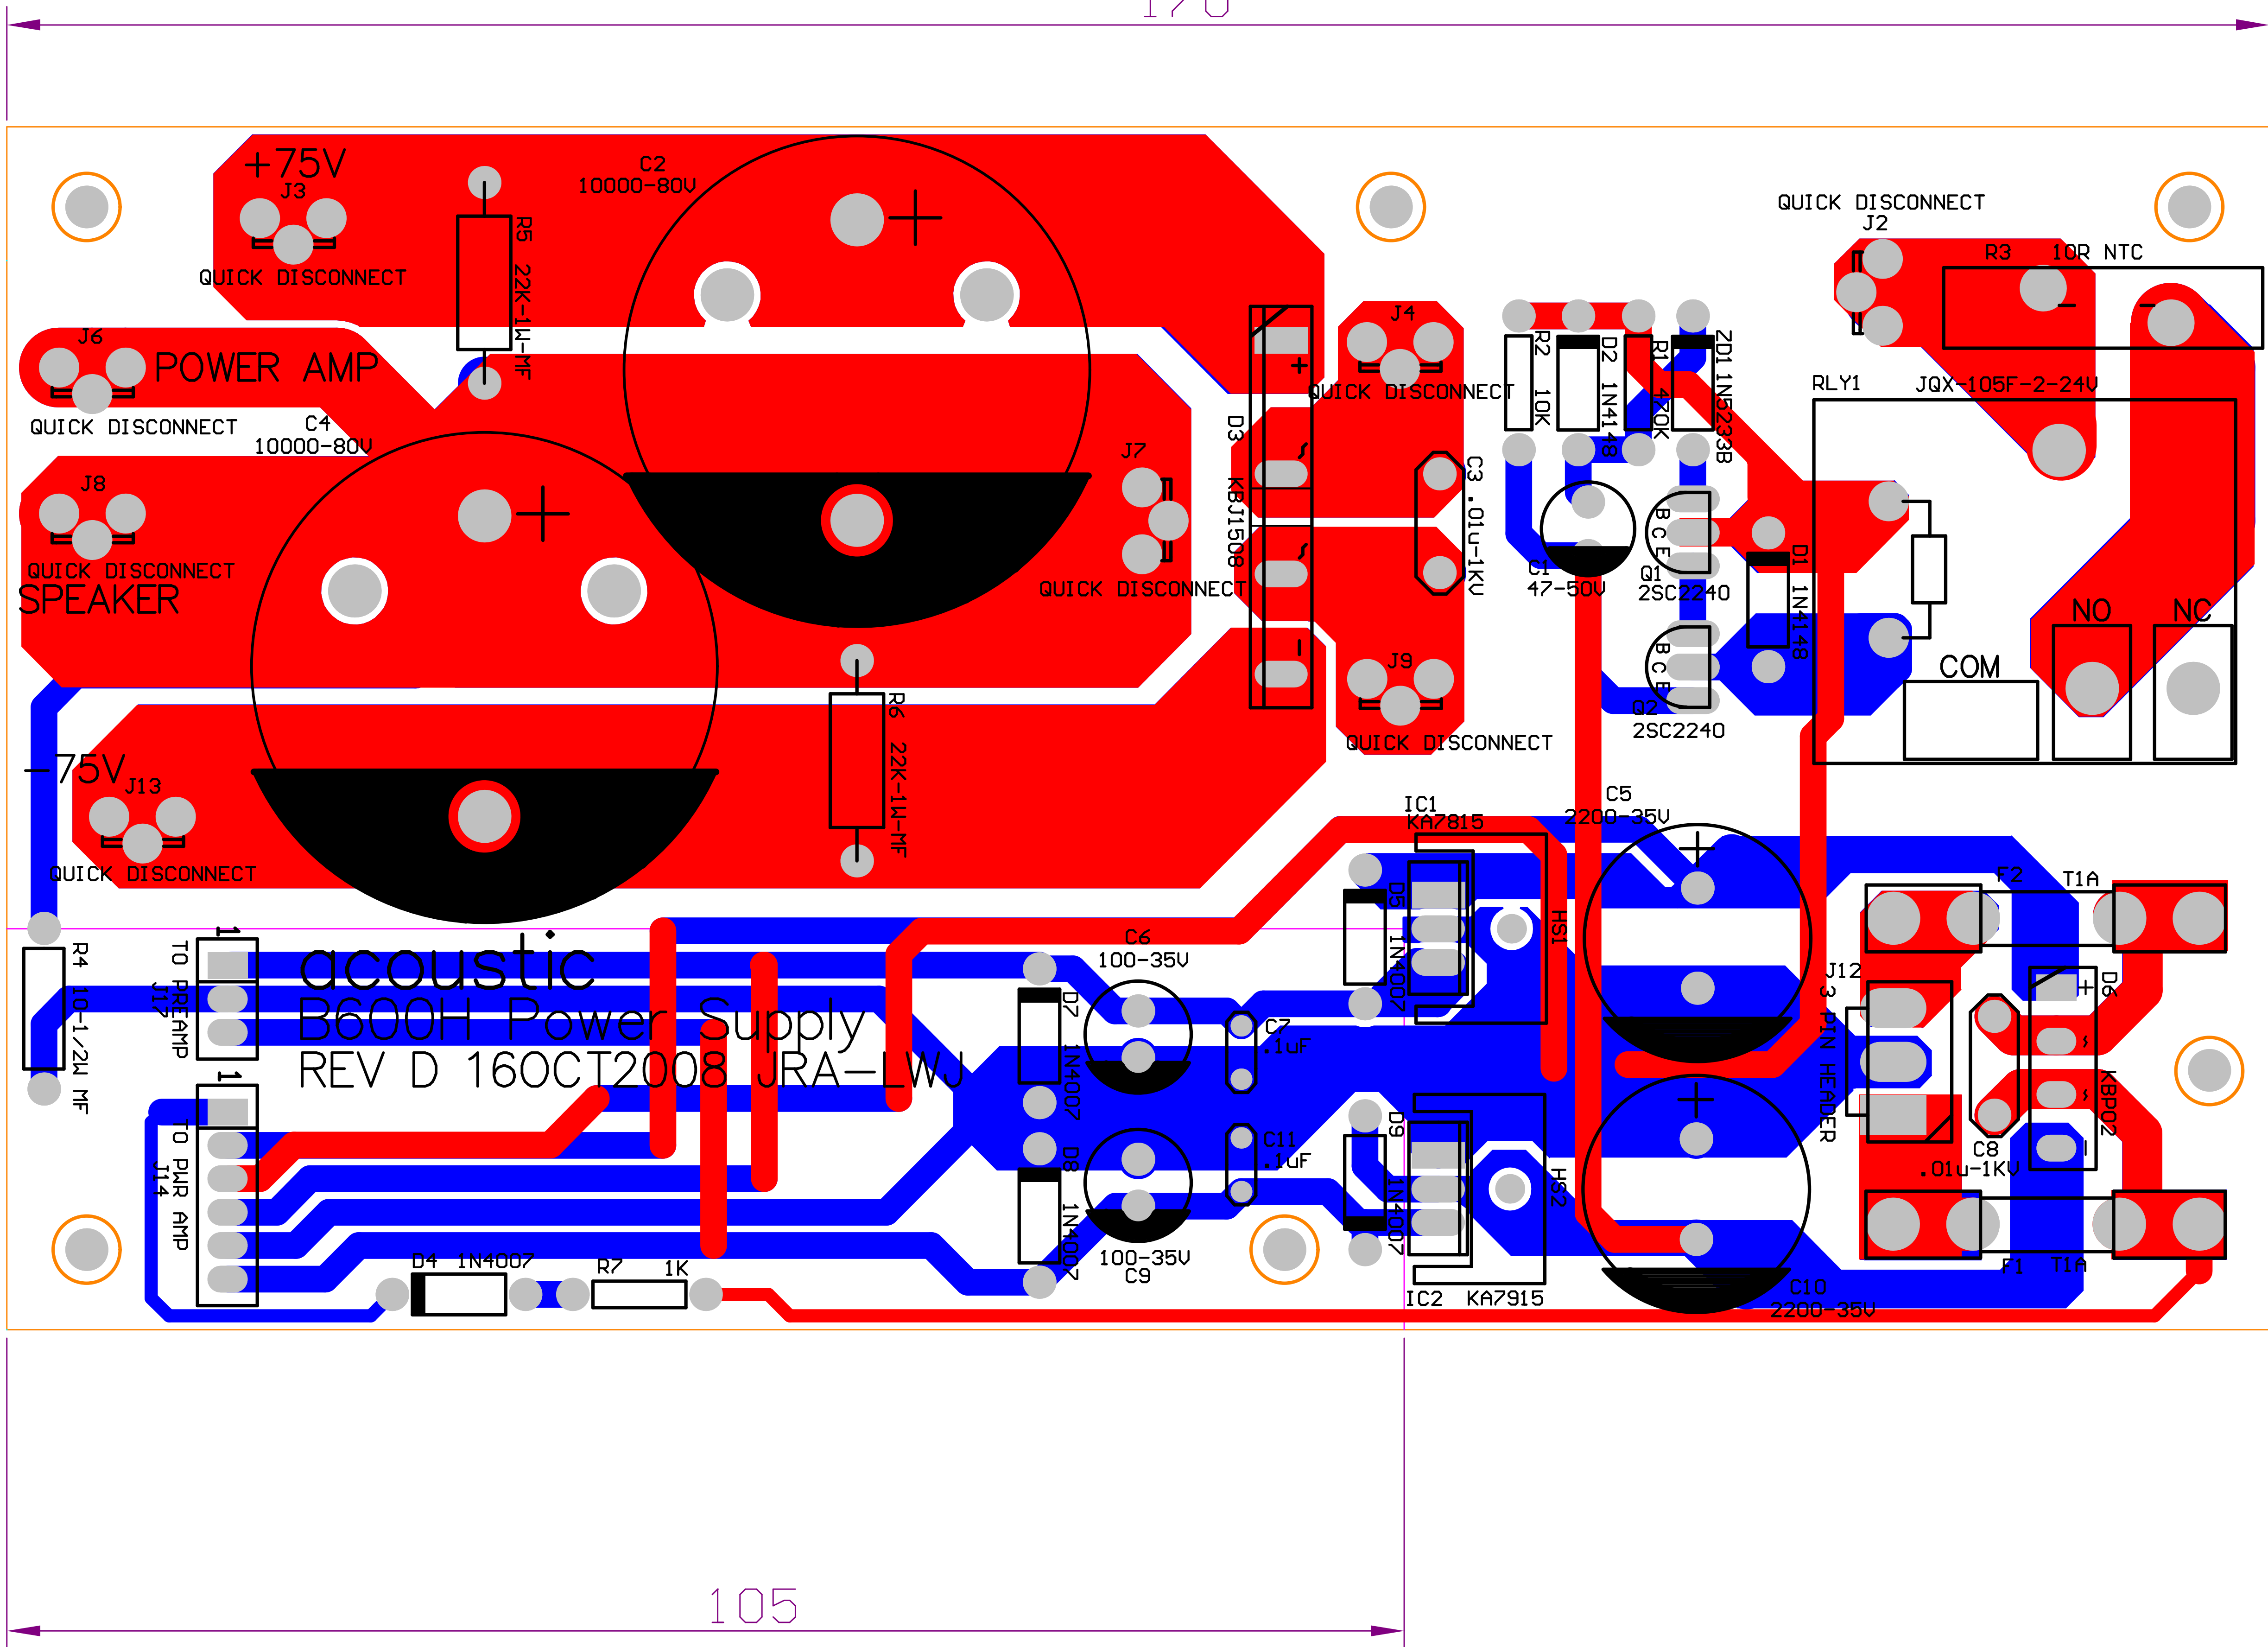 170
+75V
J3
QUICK DISCONNECT
C2
10000-80V
R5 22K-1W-MF
J6
POWER AMP
QUICK DISCONNECT
C4
10000-80V
J8
QUICK DISCONNECT
SPEAKER
J7
QUICK DISCONNECT
D3 KBJ1508
+
~
~
-
J4
QUICK DISCONNECT
C3 .01u-1KV
J9
QUICK DISCONNECT
R2 10K
D2 1N4148
R1 470K
ZD1 1N5233B
C1
47-50V
B C E
Q1
2SC2240
B C E
Q2
2SC2240
D1 1N4148
QUICK DISCONNECT
J2
R3 10R NTC
RLY1 JQX-105F-2-24V
NO NC
COM
-75V
J13
QUICK DISCONNECT
R6 22K-1W-MF
R4 10-1/2W MF
1
TO PREAMP
J17
acoustic
B600H Power Supply
REV D 16OCT2008 JRA-LWJ
1
TO PWR AMP
J14
D4 1N4007
R7 1K
D7 1N4007
D8 1N4007
C6
100-35V
C7
.1uF
C11
.1uF
100-35V
C9
IC1
KA7815
D5 1N4007
HS1
D9 1N4007
HS2
IC2 KA7915
C5
2200-35V
C10
2200-35V
F2 T1A
J12
3 PIN HEADER
D6 KBP02
+
~
~
-
C8
.01u-1KV
F1 T1A
105